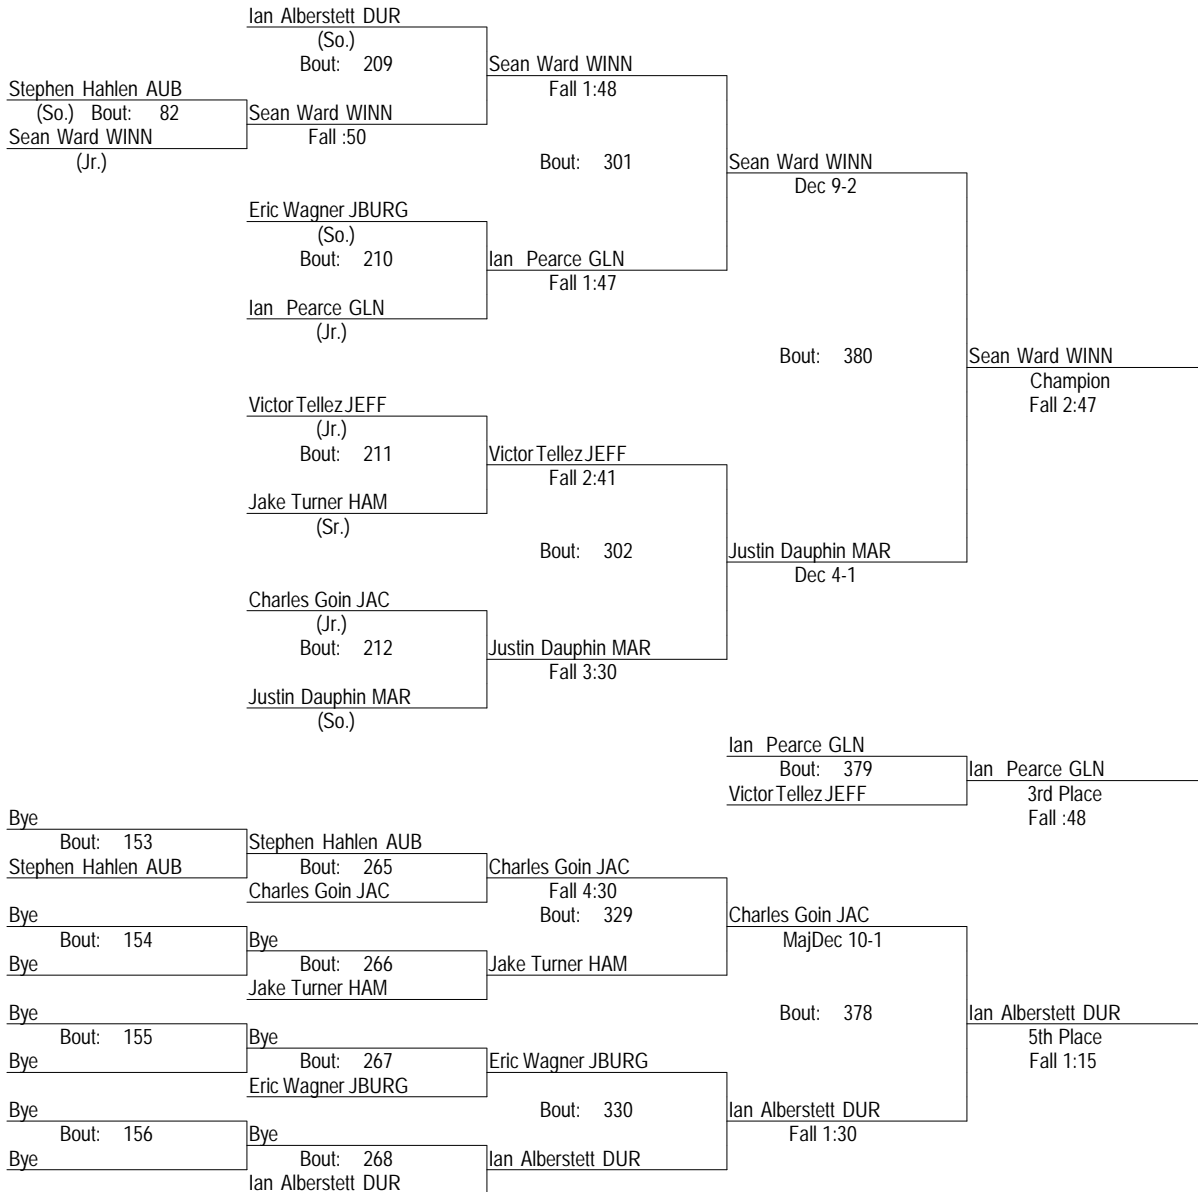 Ian Alberstett DUR
(So.)
Bout: 209
Sean Ward WINN
Fall 1:48
Stephen Hahlen AUB
(So.) Bout: 82
Sean Ward WINN
Fall :50
Sean Ward WINN
(Jr.)
Bout: 301
Sean Ward WINN
Dec 9-2
Eric Wagner JBURG
(So.)
Bout: 210
Ian Pearce GLN
Fall 1:47
Ian Pearce GLN
(Jr.)
Bout: 380
Sean Ward WINN
Champion
Fall 2:47
Victor Tellez JEFF
(Jr.)
Bout: 211
Victor Tellez JEFF
Fall 2:41
Jake Turner HAM
(Sr.)
Bout: 302
Justin Dauphin MAR
Dec 4-1
Charles Goin JAC
(Jr.)
Bout: 212
Justin Dauphin MAR
Fall 3:30
Justin Dauphin MAR
(So.)
Ian Pearce GLN
Bout: 379
Ian Pearce GLN
Victor Tellez JEFF
3rd Place
Fall :48
Bye
Bout: 153
Stephen Hahlen AUB
Stephen Hahlen AUB
Bout: 265
Charles Goin JAC
Charles Goin JAC
Fall 4:30
Bye
Bout: 329
Charles Goin JAC
Bout: 154
Bye
MajDec 10-1
Bye
Bout: 266
Jake Turner HAM
Jake Turner HAM
Bye
Bout: 378
Ian Alberstett DUR
Bout: 155
Bye
5th Place
Bye
Bout: 267
Eric Wagner JBURG
Fall 1:15
Eric Wagner JBURG
Bye
Bout: 330
Ian Alberstett DUR
Bout: 156
Bye
Fall 1:30
Bye
Bout: 268
Ian Alberstett DUR
Ian Alberstett DUR